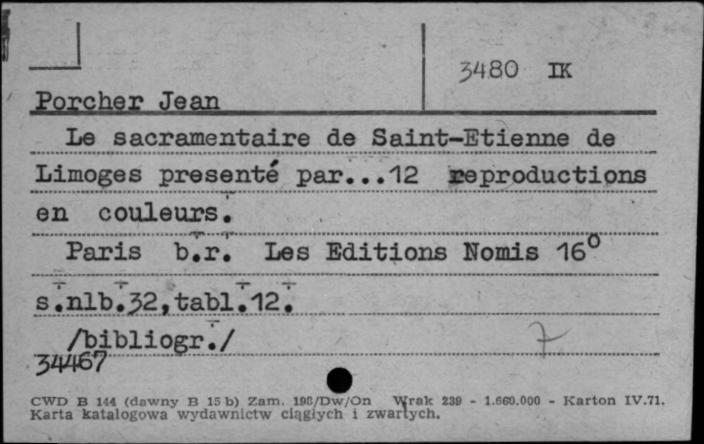 3480 IK
Porcher Jean
Le sacramentaire de Saint-Etienne de
Limoges presenté par...12 reproductions
en couleurs.
Paris b.r. Les Editions Nomis 16°
s.nlb.32,tabl.12.
/bibliogr./
34467
7
CWD B 144 (dawny B 15 b) Zam. 198/Dw/On Wrak 239 - 1.660.000 - Karton IV.71.
Karta katalogowa wydawnictw ciągłych i zwartych.